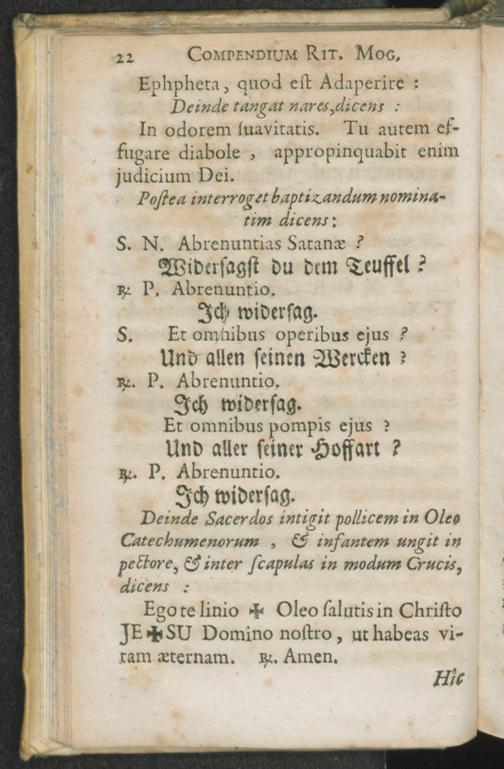 22 COMPENDIUM RIT. MOG.
Ephpheta, quod est Adaperire :
Deinde tangat nares, dicens :
In odorem suavitatis. Tu autem ef-
fugare diabole , appropinquabit enim
judicium Dei.
Postea interroget baptizandum nomina-
tim dicens:
S. N. Abrenuntias Satanæ ?
Widersagst du dem Teuffel ?
℟. P. Abrenuntio.
Ich widersag.
S. Et omnibus operibus ejus ?
Und allen seinen Wercken ?
℟. P. Abrenuntio.
Ich widersag.
Et omnibus pompis ejus ?
Und aller seiner Hoffart ?
℟. P. Abrenuntio.
Ich widersag.
Deinde Sacerdos intigit pollicem in Oleo
Catechumenorum , & infantem ungit in
pectore, & inter scapulas in modum Crucis,
dicens :
Ego te linio ✠ Oleo salutis in Christo
JE✠SU Domino nostro , ut habeas vi-
tam æternam. ℟. Amen.
Hic